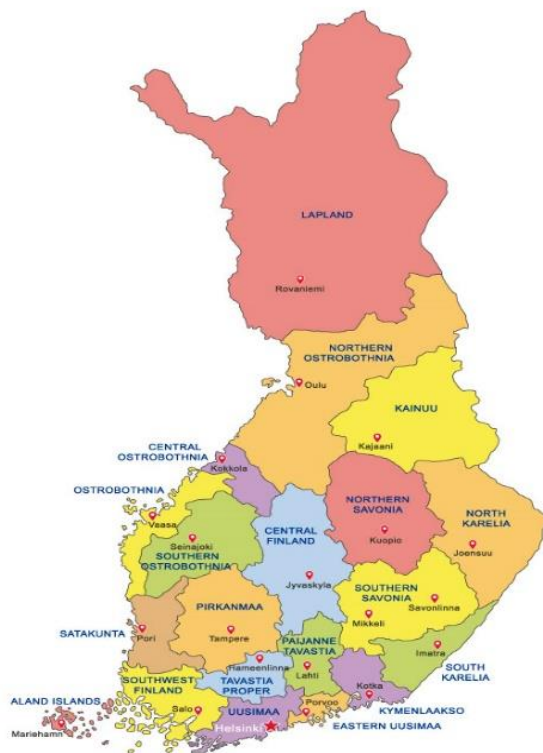 LAPLAND
Rovaniemi
NORTHERN
OSTROBOTHNIA
Oulu
KAINUU
Kajaani
CENTRAL
OSTROBOTHNIA
Kokkola
OSTROBOTHNIA
Vaasa
Seinajoki
SOUTHERN
OSTROBOTHNIA
CENTRAL
FINLAND
Jyvaskyla
NORTHERN
SAVONIA
Kuopio
NORTH
KARELIA
Joensuu
SOUTHERN
SAVONIA
Savonlinna
Mikkeli
PIRKANMAA
Tampere
SATAKUNTA
Pori
PAIJANNE
TAVASTIA
Lahti
Hameenlinna
TAVASTIA
PROPER
Imatra
SOUTH
KARELIA
Kotka
KYMENLAAKSO
SOUTHWEST
FINLAND
Salo
ALAND ISLANDS
Mariehamn
UUSIMAA
Helsinki
Porvoo
EASTERN UUSIMAA